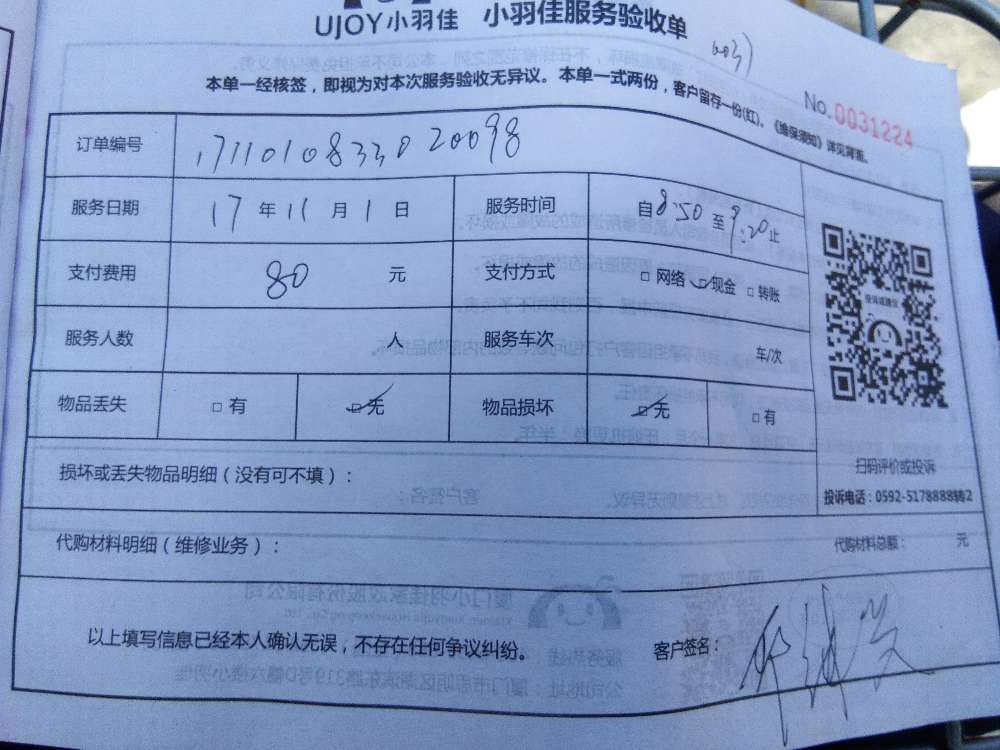 UJOY小羽佳 小羽佳服务验收单
本单一经核签，即视为对本次服务验收无异议。本单一式两份，客户留存一份(红)。《维保须知》详见背面。
No.0031224
订单编号 1711010833020098
服务日期 17年11月1日 服务时间 自8:50至9:20止
支付费用 80元 支付方式 □网络 ☑现金 □转账
服务人数 人 服务车次 车/次
物品丢失 □有 ☑无 物品损坏 ☑无 □有
损坏或丢失物品明细（没有可不填）：
扫码评价或投诉
投诉电话：0592-5178888
代购材料明细（维修业务）： 代购材料总额： 元
以上填写信息已经本人确认无误，不存在任何争议纠纷。 客户签名：